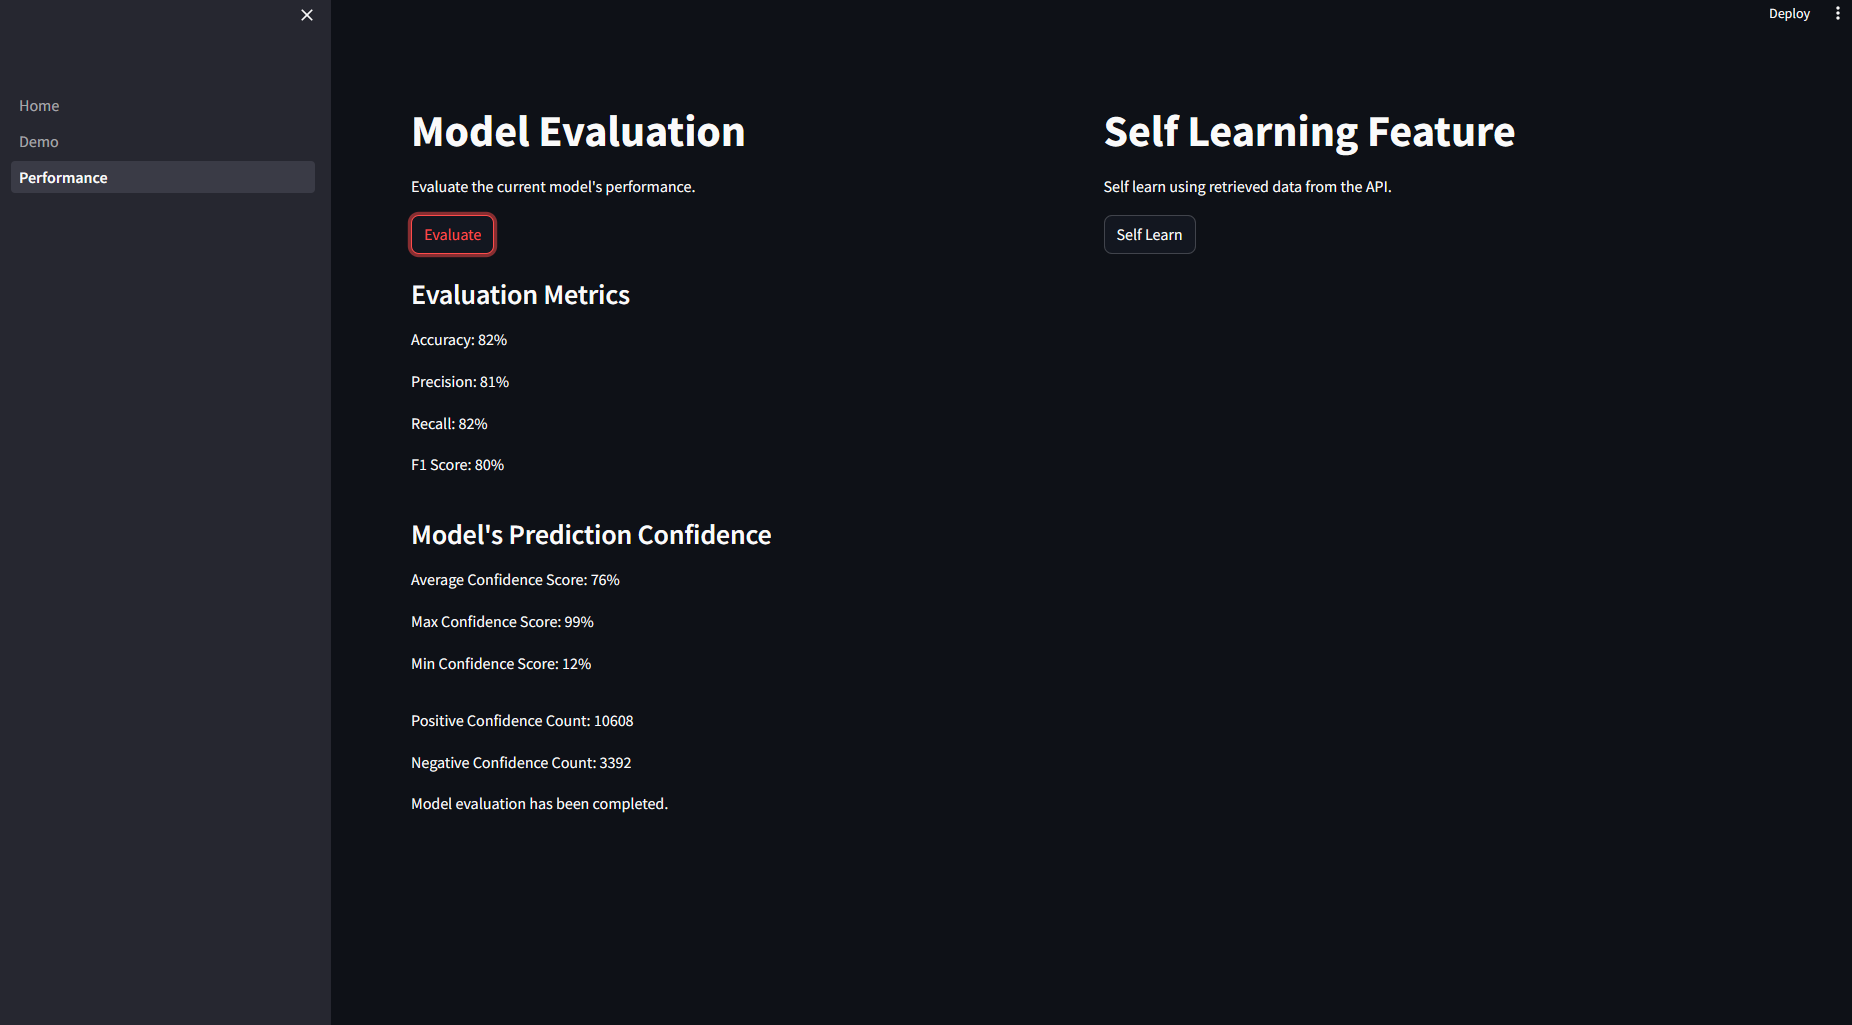 Deploy
Home
Demo
Performance
Model Evaluation
Evaluate the current model's performance.
Evaluate
Evaluation Metrics
Accuracy: 82%
Precision: 81%
Recall: 82%
F1 Score: 80%
Model's Prediction Confidence
Average Confidence Score: 76%
Max Confidence Score: 99%
Min Confidence Score: 12%
Positive Confidence Count: 10608
Negative Confidence Count: 3392
Model evaluation has been completed.
Self Learning Feature
Self learn using retrieved data from the API.
Self Learn